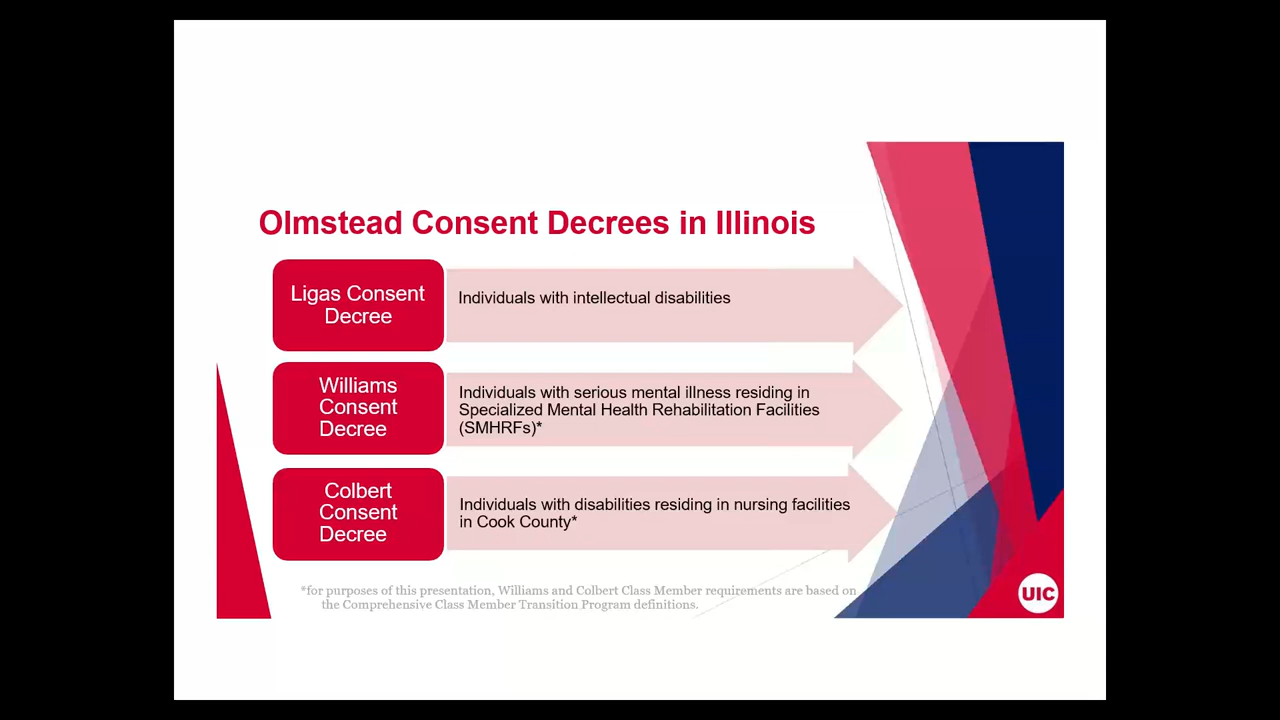 Olmstead Consent Decrees in Illinois
Ligas Consent
Decree
Individuals with intellectual disabilities
Williams
Consent
Decree
Individuals with serious mental illness residing in
Specialized Mental Health Rehabilitation Facilities
(SMHRFs)*
Colbert
Consent
Decree
Individuals with disabilities residing in nursing facilities
in Cook County*
*for purposes of this presentation, Williams and Colbert Class Member requirements are based on
the Comprehensive Class Member Transition Program definitions.
UIC